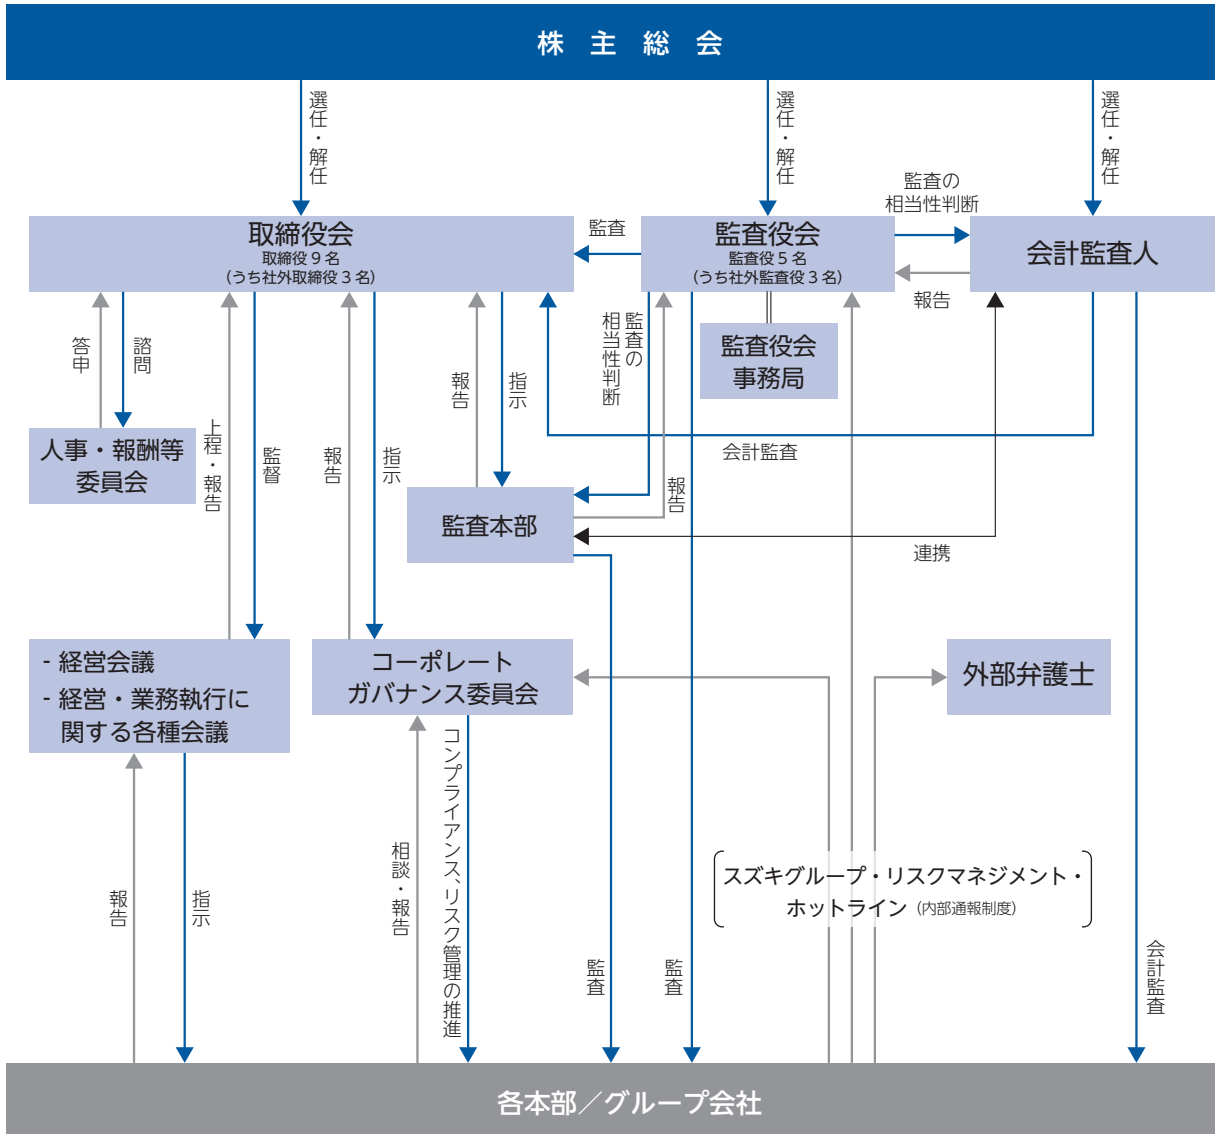 株 主 総 会
選任・解任
選任・解任
選任・解任
取締役会
取締役９名
（うち社外取締役３名）
監査
監査役会
監査役５名
（うち社外監査役３名）
監査の
相当性判断
報告
会計監査人
監査役会
事務局
答申
諮問
上程・報告
監督
報告
指示
報告
指示
監査の
相当性判断
報告
会計監査
連携
人事・報酬等
委員会
監査本部
- 経営会議
- 経営・業務執行に
関する各種会議
コーポレート
ガバナンス委員会
外部弁護士
報告
指示
相談・報告
コンプライアンス、リスク管理の推進
監査
監査
スズキグループ・リスクマネジメント・
ホットライン（内部通報制度）
会計監査
各本部／グループ会社